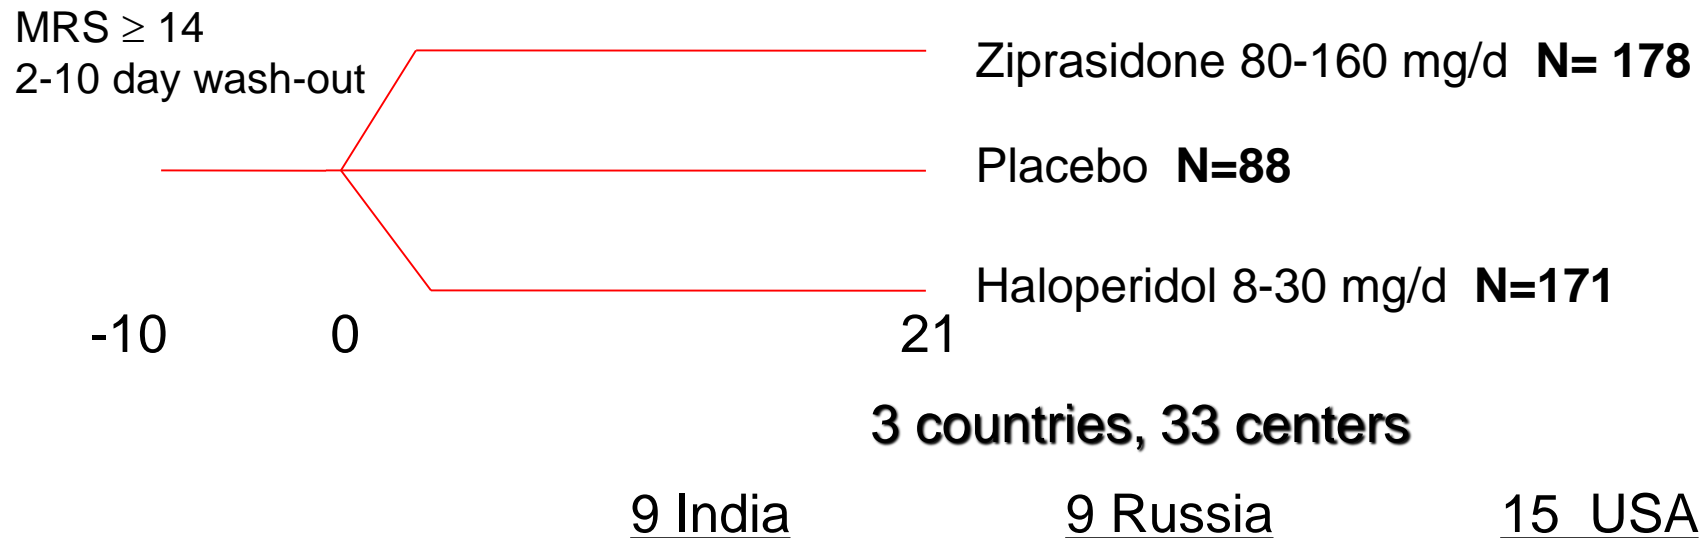 MRS ≥ 14
2-10 day wash-out
Ziprasidone 80-160 mg/d  N= 178
Placebo  N=88
Haloperidol 8-30 mg/d  N=171
-10 0 21
3 countries, 33 centers
9 India 9 Russia 15  USA